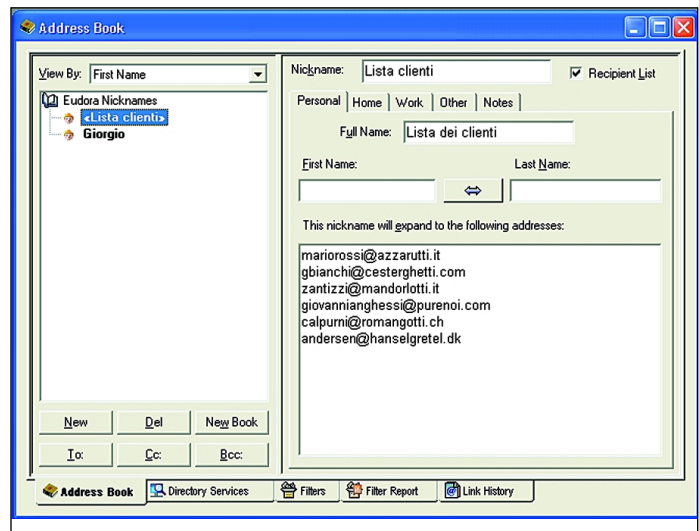 Address Book
View By: First Name
Eudora Nicknames
«Lista clienti»
Giorgio
New Del New Book
To: Cc: Bcc:
Nickname: Lista clienti Recipient List
Personal Home Work Other Notes
Full Name: Lista dei clienti
First Name: Last Name:
This nickname will expand to the following addresses:
mariorossi@azzarutti.it
gbianchi@cesterghetti.com
zantizzi@mandorlotti.it
giovannianghessi@purenoi.com
calpurni@romangotti.ch
andersen@hanselgretel.dk
Address Book Directory Services Filters Filter Report Link History